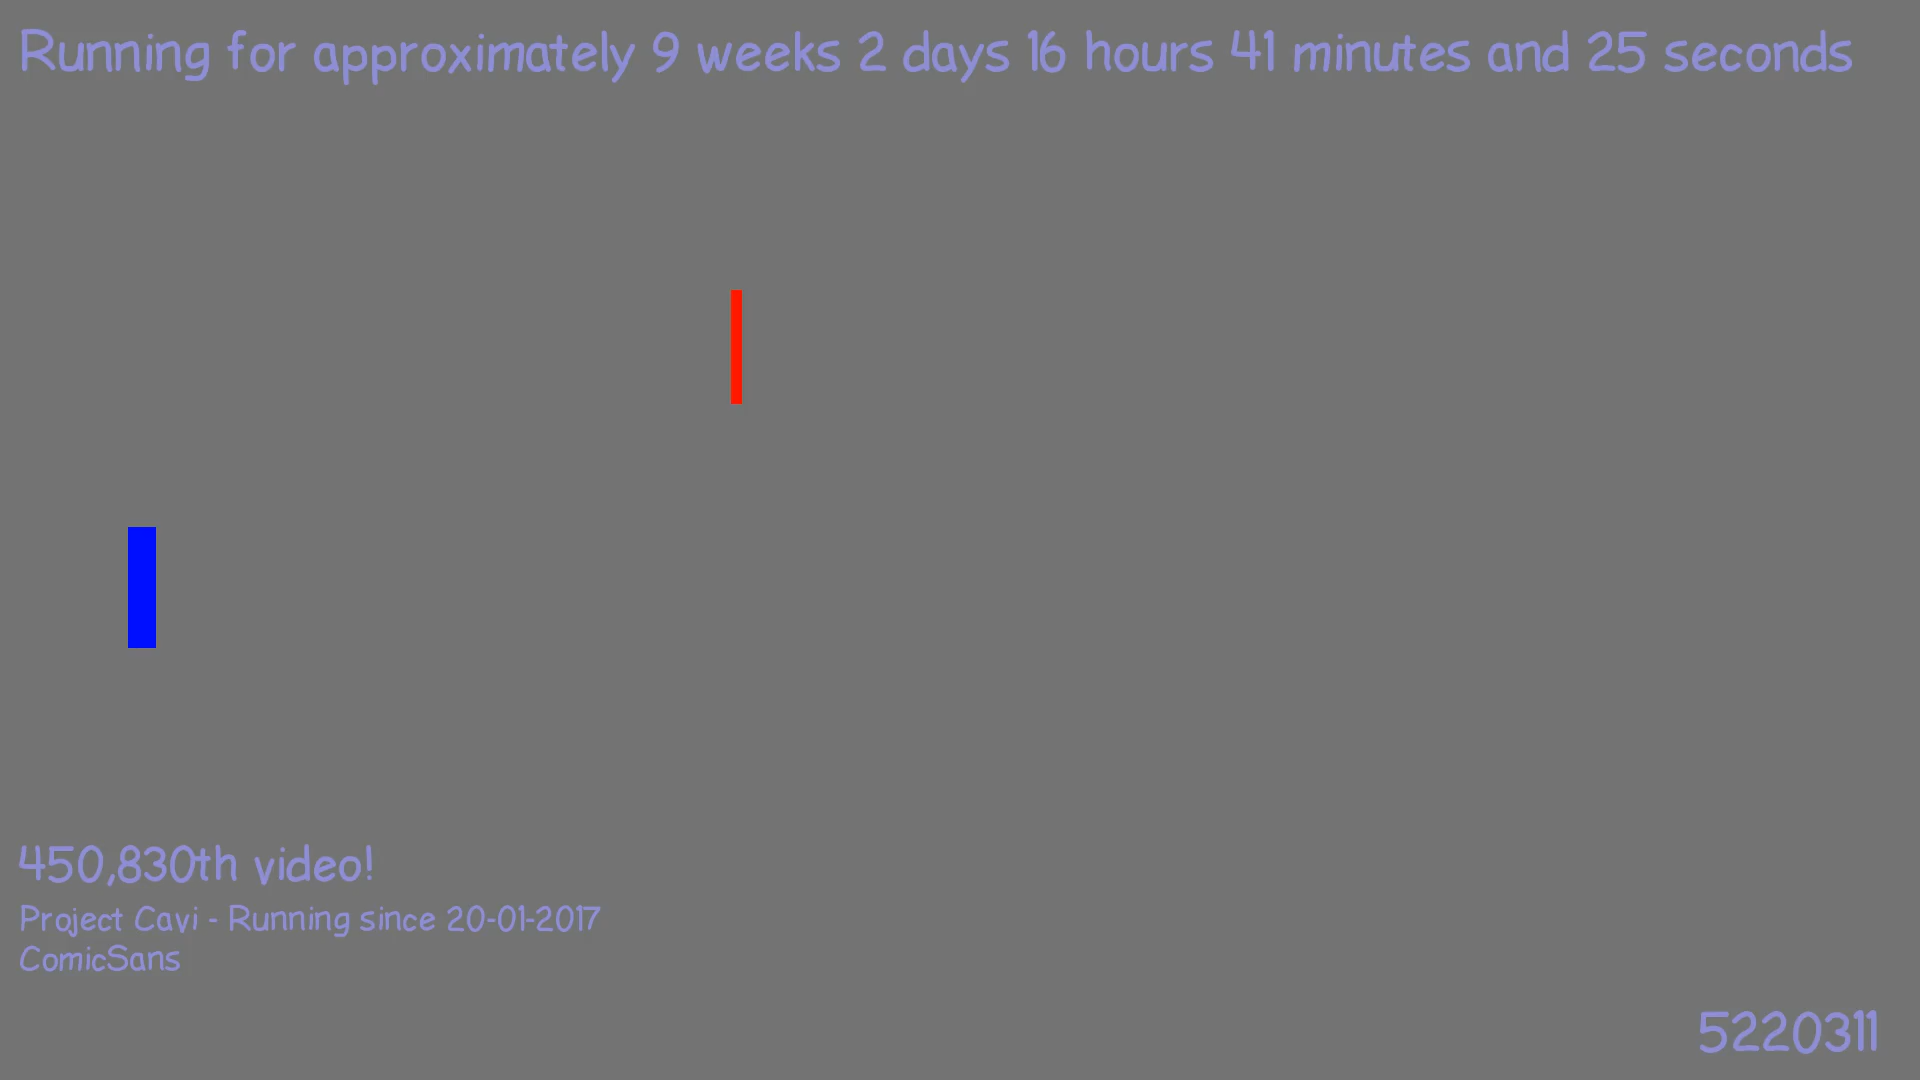 Running for approximately 9 weeks 2 days 16 hours 41 minutes and 25 seconds
450,830th video!
Project Cavi - Running since 20-01-2017
ComicSans
5220311